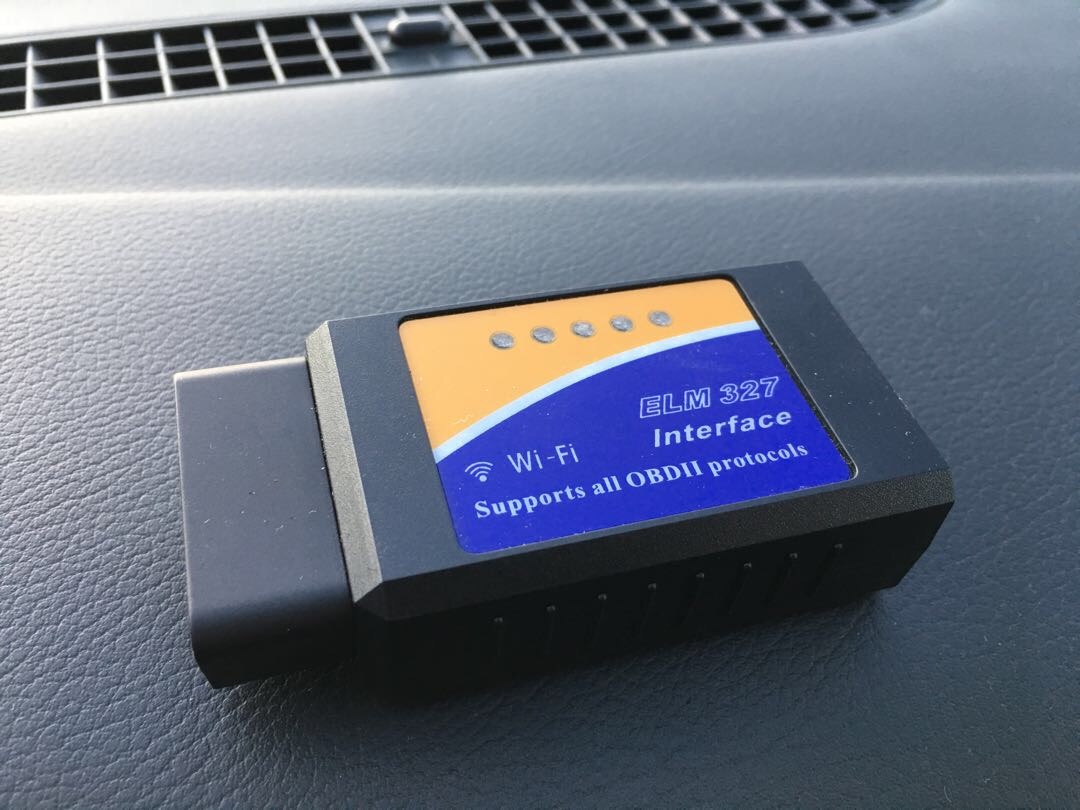 ELM 327
Interface
Wi-Fi
Supports all OBDII protocols